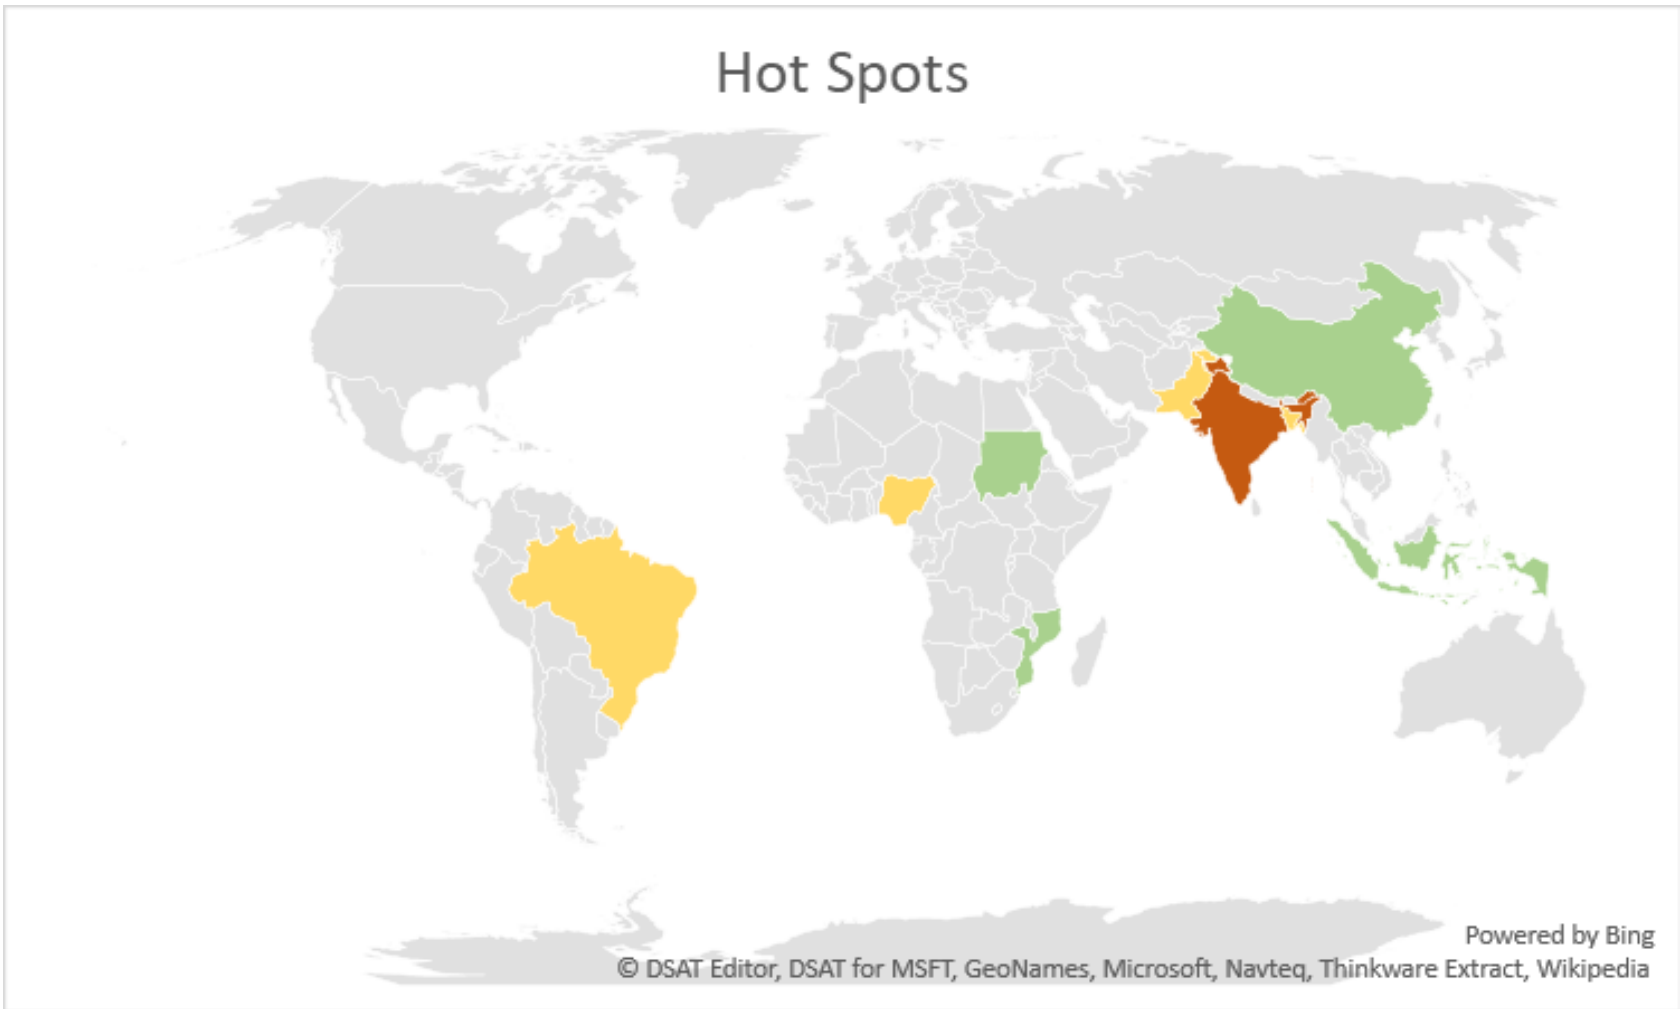 Hot Spots
Powered by Bing
© DSAT Editor, DSAT for MSFT, GeoNames, Microsoft, Navteq, Thinkware Extract, Wikipedia